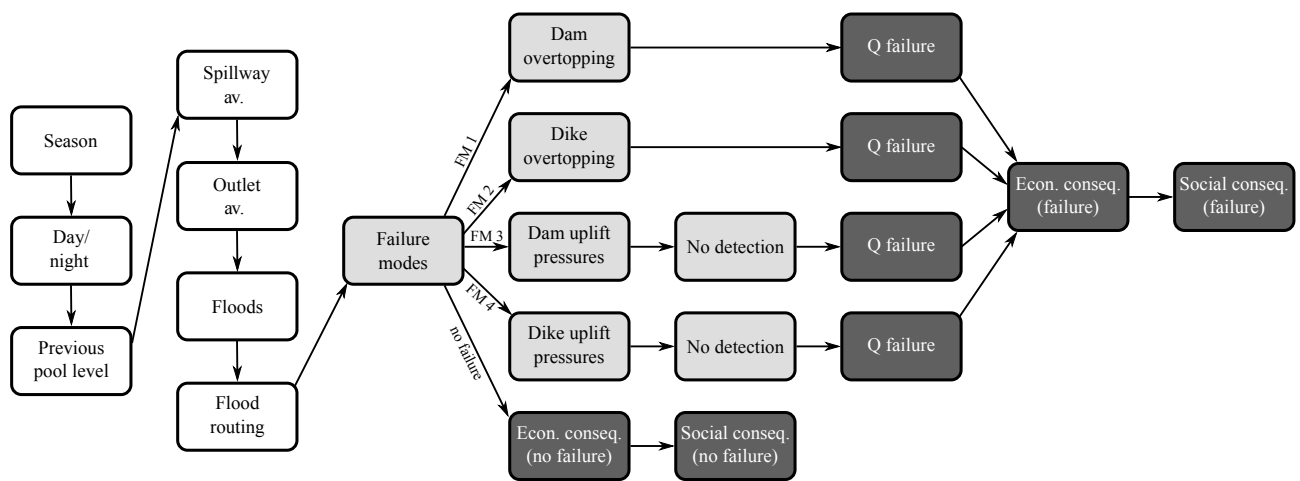 Season
Day/
night
Previous
pool level
Spillway
av.
Outlet
av.
Floods
Flood
routing
Failure
modes
FM 1
FM 2
FM 3
FM 4
no failure
Dam
overtopping
Q failure
Dike
overtopping
Q failure
Dam uplift
pressures
No detection
Q failure
Dike uplift
pressures
No detection
Q failure
Econ. conseq.
(failure)
Social conseq.
(failure)
Econ. conseq.
(no failure)
Social conseq.
(no failure)